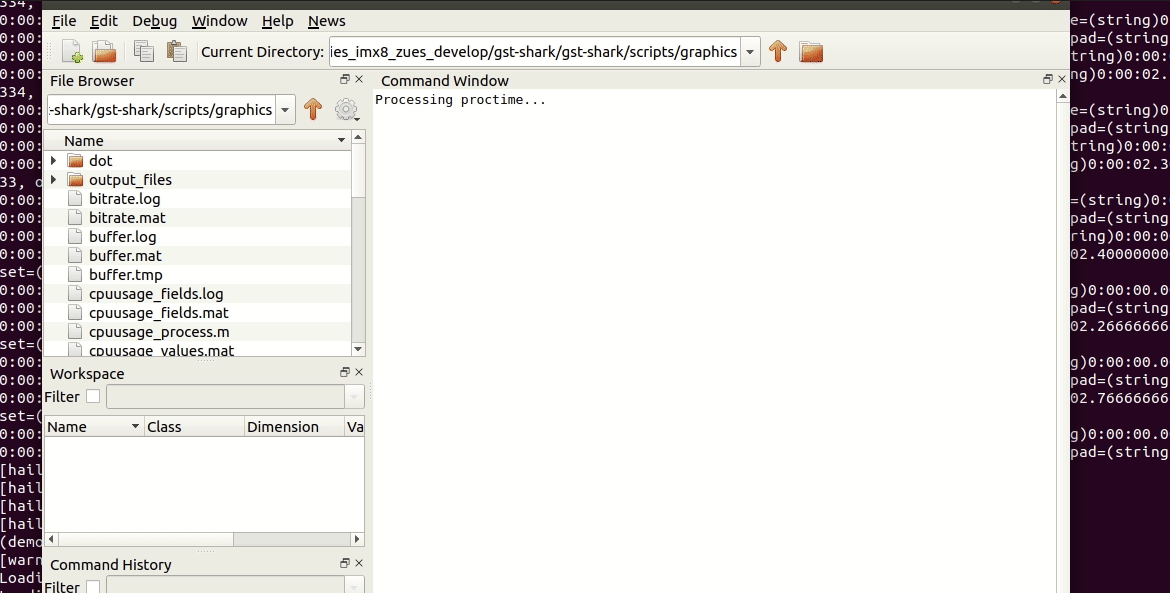 File Edit Debug Window Help News
Current Directory: ies_imx8_zues_develop/gst-shark/gst-shark/scripts/graphics
File Browser
-shark/gst-shark/scripts/graphics
Name
dot
output_files
bitrate.log
bitrate.mat
buffer.log
buffer.mat
buffer.tmp
cpuusage_fields.log
cpuusage_fields.mat
cpuusage_process.m
cpuusage_values.mat
Workspace
Filter
Name Class Dimension Va
Command History
Filter
Command Window
Processing proctime...
334,
0:00:
0:00:
0:00:
0:00:
334,
0:00:
0:00:
0:00:
0:00:
33, o
0:00:
0:00:
0:00:
0:00:
set=(
0:00:
0:00:
0:00:
set=(
0:00:
0:00:
0:00:
set=(
0:00:
0:00:
[hail
[hail
[hail
[hail
(demo
[warn
Loadi
e=(string)0
pad=(string
tring)0:00:
ng)0:00:02.
e=(string)0
pad=(string
tring)0:00:
g)0:00:02.3
=(string)0:
pad=(string
ring)0:00:0
02.40000000
g)0:00:00.0
pad=(string
02.26666666
g)0:00:00.0
pad=(string
02.76666666
g)0:00:00.0
pad=(string